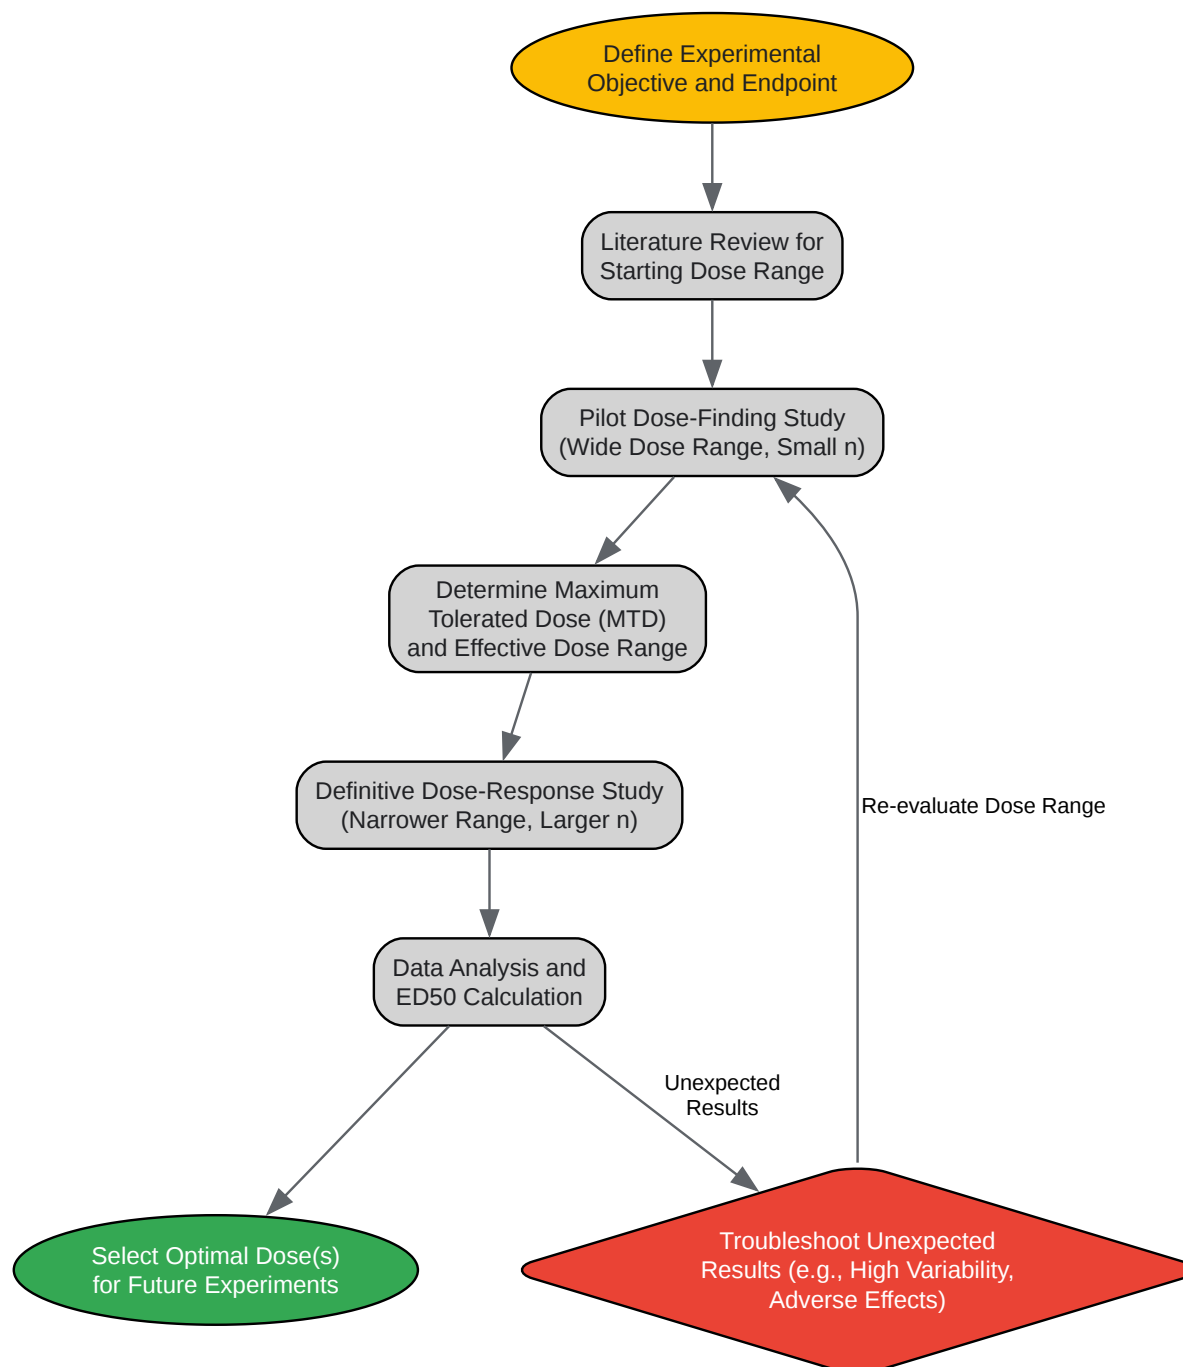 Define Experimental
Objective and Endpoint
Literature Review for
Starting Dose Range
Pilot Dose-Finding Study
(Wide Dose Range, Small n)
Determine Maximum
Tolerated Dose (MTD)
and Effective Dose Range
Definitive Dose-Response Study
(Narrower Range, Larger n)
Re-evaluate Dose Range
Data Analysis and
ED50 Calculation
Unexpected
Results
Select Optimal Dose(s)
for Future Experiments
Troubleshoot Unexpected
Results (e.g., High Variability,
Adverse Effects)